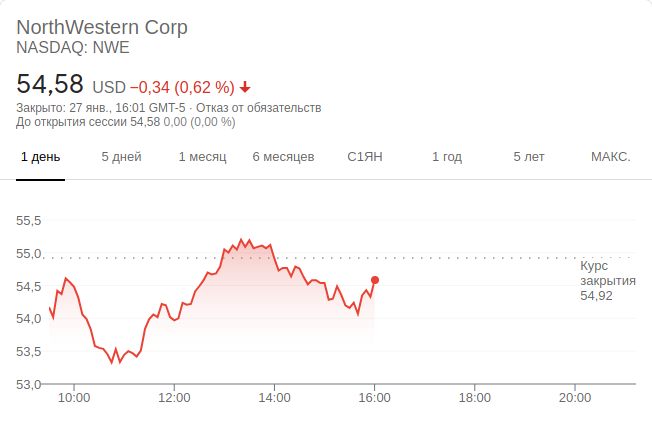 NorthWestern Corp
NASDAQ: NWE
54,58 USD −0,34 (0,62 %)
Закрыто: 27 янв., 16:01 GMT-5 · Отказ от обязательств
До открытия сессии 54,58 0,00 (0,00 %)
1 день 5 дней 1 месяц 6 месяцев С1ЯН 1 год 5 лет МАКС.
55,5
55,0
Курс
закрытия
54,92
54,5
54,0
53,5
53,0
10:00 12:00 14:00 16:00 18:00 20:00